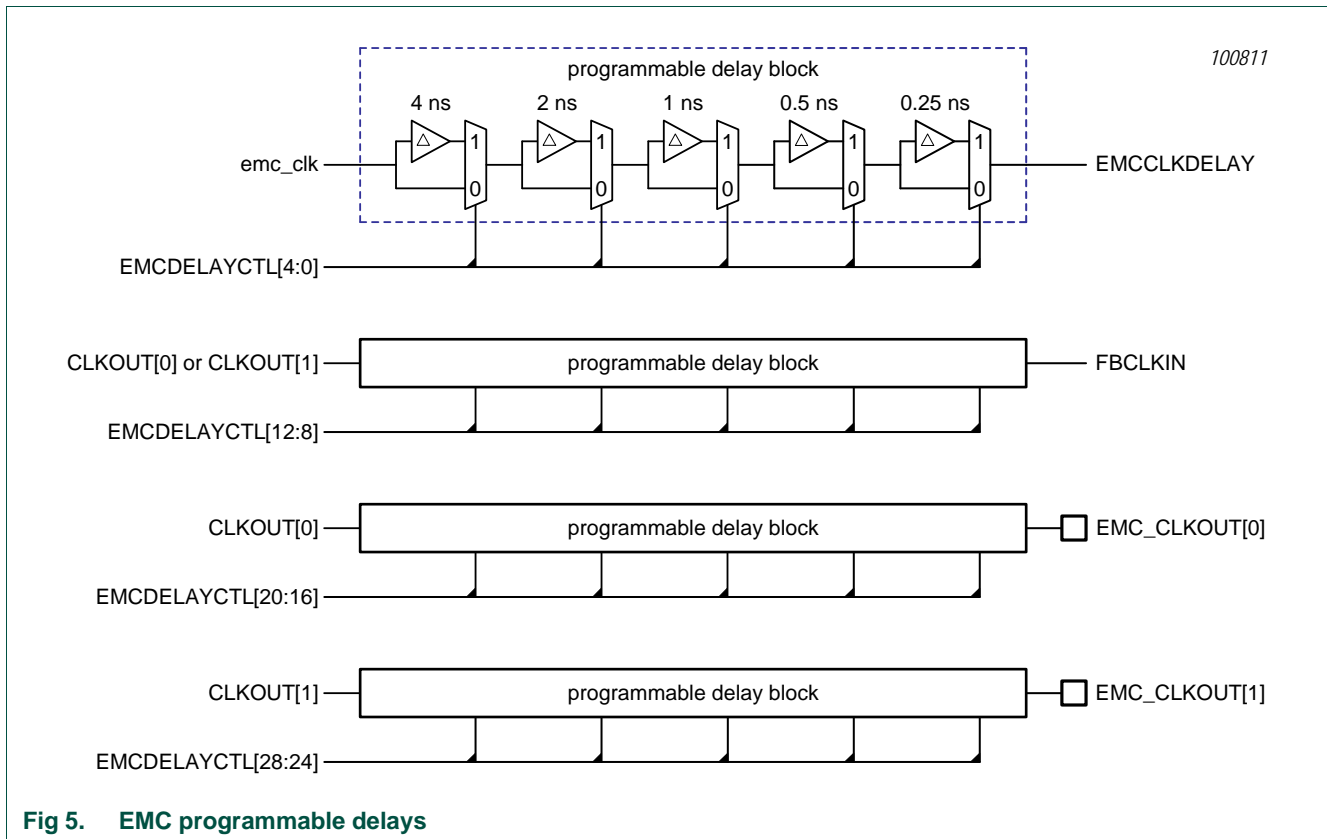 100811
programmable delay block
4 ns 2 ns 1 ns 0.5 ns 0.25 ns
1 1 1 1 1
emc_clk EMCCLKDELAY
0 0 0 0 0
EMCDELAYCTL[4:0]
CLKOUT[0] or CLKOUT[1] programmable delay block FBCLKIN
EMCDELAYCTL[12:8]
CLKOUT[0] programmable delay block EMC_CLKOUT[0]
EMCDELAYCTL[20:16]
CLKOUT[1] programmable delay block EMC_CLKOUT[1]
EMCDELAYCTL[28:24]
Fig 5. EMC programmable delays